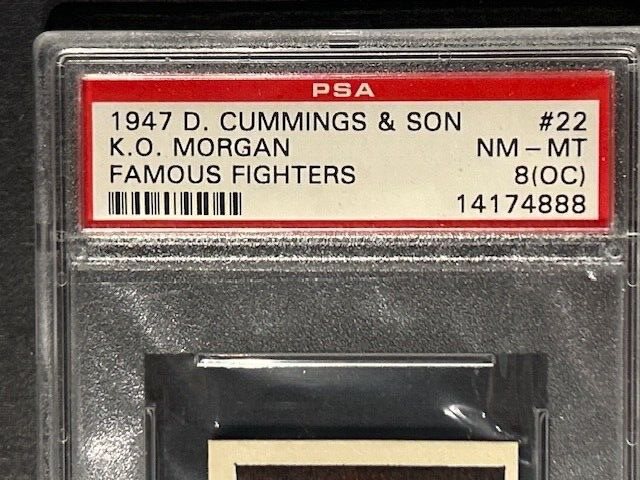 PSA
1947 D. CUMMINGS & SON #22
K.O. MORGAN NM - MT
FAMOUS FIGHTERS 8(OC)
14174888